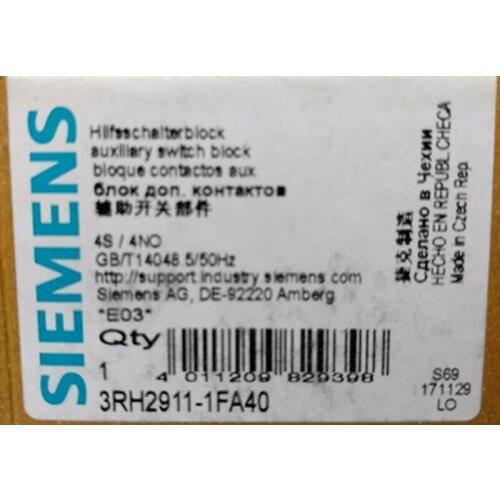 SIEMENS
Hilfsschalterblock
auxiliary switch block
bloque contactos aux.
блок доп. контактов
辅助开关部件
4S / 4NO
GB/T14048.5/50Hz
http://support.industry.siemens.com
Siemens AG, DE-92220 Amberg
"E03"
Qty
1
4 011209 829398
3RH2911-1FA40
捷克制造
Сделано в Чехии
HECHO EN REPUBL.CHECA
Made in Czech Rep.
S69
171129
LO